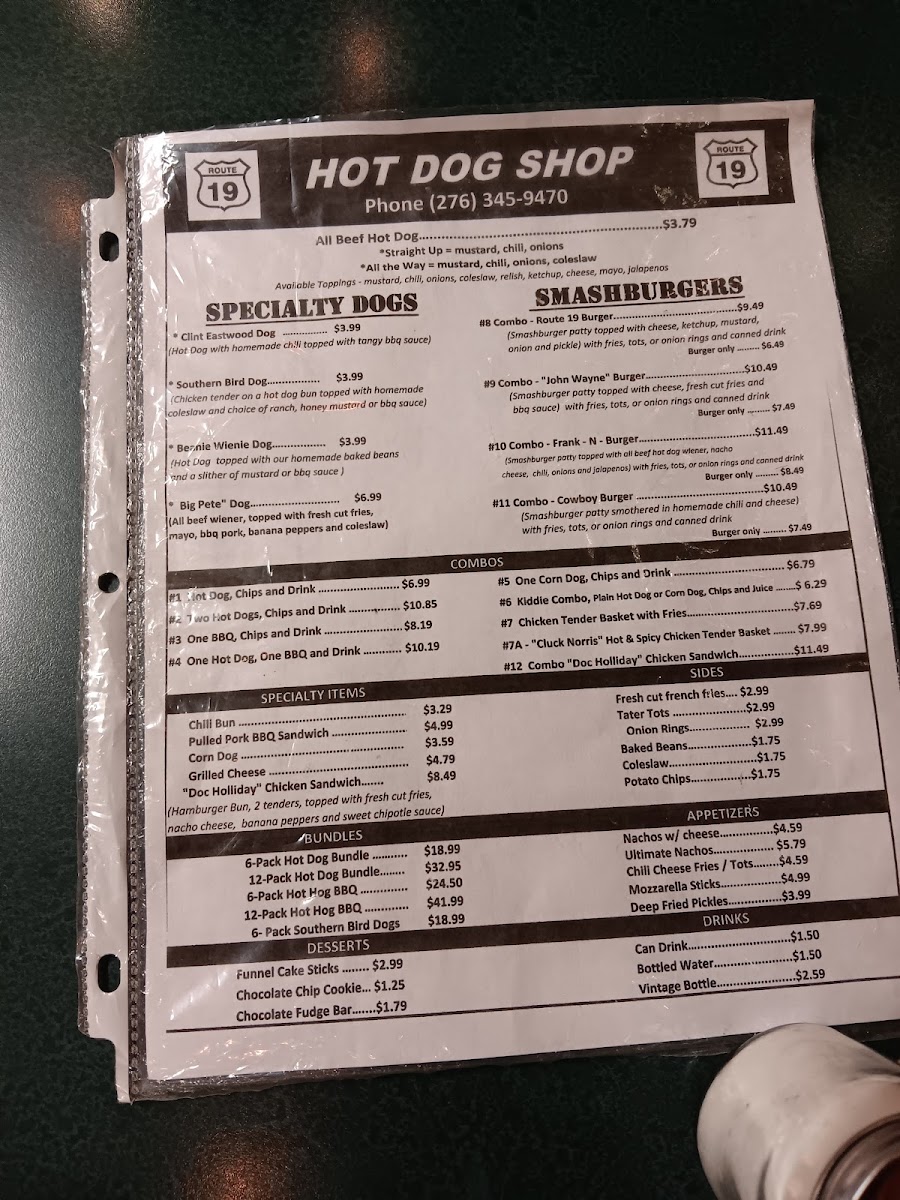 ROUTE
19
HOT DOG SHOP
Phone (276) 345-9470
ROUTE
19
All Beef Hot Dog..........$3.79
*Straight Up = mustard, chili, onions
*All the Way = mustard, chili, onions, coleslaw
Available Toppings - mustard, chili, onions, coleslaw, relish, ketchup, cheese, mayo, jalapenos
SPECIALTY DOGS
* Clint Eastwood Dog .......... $3.99
(Hot Dog with homemade chili topped with tangy bbq sauce)
* Southern Bird Dog.......... $3.99
(Chicken tender on a hot dog bun topped with homemade
coleslaw and choice of ranch, honey mustard or bbq sauce)
* Beanie Wienie Dog.......... $3.99
(Hot Dog topped with our homemade baked beans
and a slither of mustard or bbq sauce )
* Big Pete" Dog.......... $6.99
(All beef wiener, topped with fresh cut fries,
mayo, bbq pork, banana peppers and coleslaw)
SMASHBURGERS
#8 Combo - Route 19 Burger..........$9.49
(Smashburger patty topped with cheese, ketchup, mustard,
onion and pickle) with fries, tots, or onion rings and canned drink
Burger only ......... $6.49
#9 Combo - "John Wayne" Burger..........$10.49
(Smashburger patty topped with cheese, fresh cut fries and
bbq sauce) with fries, tots, or onion rings and canned drink
Burger only ......... $7.49
#10 Combo - Frank - N - Burger..........$11.49
(Smashburger patty topped with all beef hot dog wiener, nacho
cheese, chili, onions and jalapenos) with fries, tots, or onion rings and canned drink
Burger only ......... $8.49
#11 Combo - Cowboy Burger ..........$10.49
(Smashburger patty smothered in homemade chili and cheese)
with fries, tots, or onion rings and canned drink
Burger only ......... $7.49
COMBOS
#1 Hot Dog, Chips and Drink .......... $6.99
#2 Two Hot Dogs, Chips and Drink .......... $10.85
#3 One BBQ, Chips and Drink ..........$8.19
#4 One Hot Dog, One BBQ and Drink .......... $10.19
#5 One Corn Dog, Chips and Drink .......... $6.79
#6 Kiddie Combo, Plain Hot Dog or Corn Dog, Chips and Juice .......$ 6.29
#7 Chicken Tender Basket with Fries..........$7.69
#7A - "Cluck Norris" Hot & Spicy Chicken Tender Basket ........ $7.99
#12 Combo "Doc Holliday" Chicken Sandwich..........$11.49
SPECIALTY ITEMS
Chili Bun .......... $3.29
Pulled Pork BBQ Sandwich .......... $4.99
Corn Dog .......... $3.59
Grilled Cheese .......... $4.79
"Doc Holliday" Chicken Sandwich....... $8.49
(Hamburger Bun, 2 tenders, topped with fresh cut fries,
nacho cheese, banana peppers and sweet chipotle sauce)
SIDES
Fresh cut french fries.... $2.99
Tater Tots ..........$2.99
Onion Rings.......... $2.99
Baked Beans..........$1.75
Coleslaw..........$1.75
Potato Chips..........$1.75
BUNDLES
6-Pack Hot Dog Bundle .......... $18.99
12-Pack Hot Dog Bundle....... $32.95
6-Pack Hot Hog BBQ .......... $24.50
12-Pack Hot Hog BBQ .......... $41.99
6- Pack Southern Bird Dogs $18.99
APPETIZERS
Nachos w/ cheese..........$4.59
Ultimate Nachos.......... $5.79
Chili Cheese Fries / Tots.......$4.59
Mozzarella Sticks..........$4.99
Deep Fried Pickles..........$3.99
DESSERTS
Funnel Cake Sticks ........ $2.99
Chocolate Chip Cookie... $1.25
Chocolate Fudge Bar.......$1.79
DRINKS
Can Drink..........$1.50
Bottled Water..........$1.50
Vintage Bottle..........$2.59